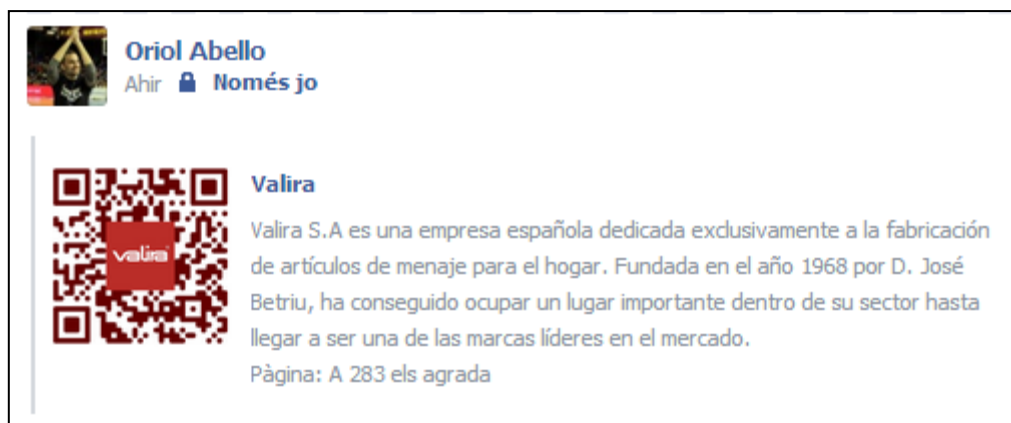 Oriol Abello
Ahir Només jo
valira
Valira
Valira S.A es una empresa española dedicada exclusivamente a la fabricación
de artículos de menaje para el hogar. Fundada en el año 1968 por D. José
Betriu, ha conseguido ocupar un lugar importante dentro de su sector hasta
llegar a ser una de las marcas líderes en el mercado.
Pàgina: A 283 els agrada